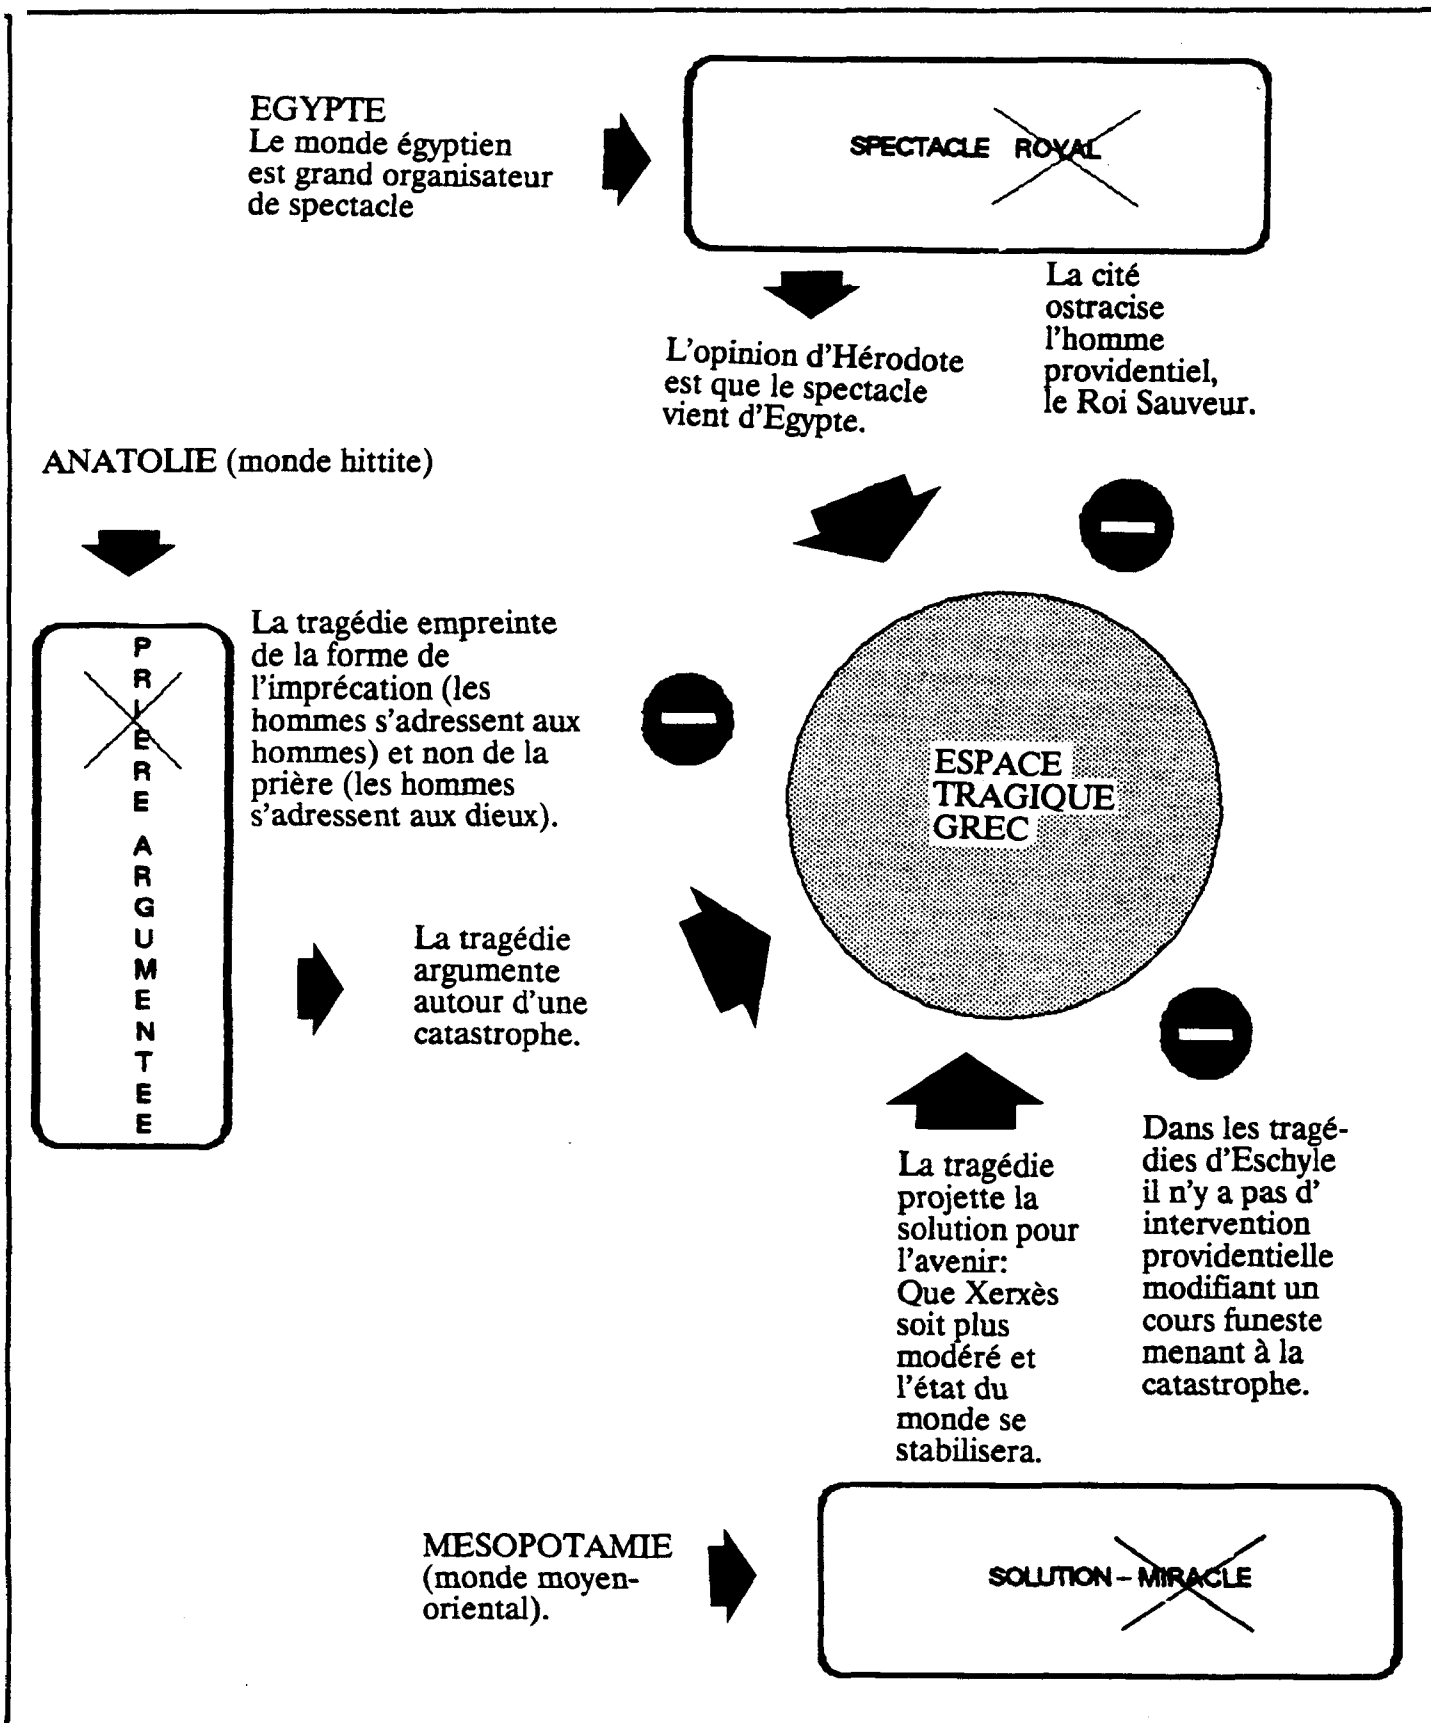 EGYPTE
Le monde égyptien
est grand organisateur
de spectacle
SPECTACLE ROYAL
La cité
ostracise
l'homme
providentiel,
le Roi Sauveur.
L'opinion d'Hérodote
est que le spectacle
vient d'Egypte.
ANATOLIE (monde hittite)
PRIERE ARGUMENTEE
La tragédie empreinte
de la forme de
l'imprécation (les
hommes s'adressent aux
hommes) et non de la
prière (les hommes
s'adressent aux dieux).
ESPACE
TRAGIQUE
GREC
La tragédie
argumente
autour d'une
catastrophe.
La tragédie
projette la
solution pour
l'avenir:
Que Xerxès
soit plus
modéré et
l'état du
monde se
stabilisera.
Dans les tragé-
dies d'Eschyle
il n'y a pas d'
intervention
providentielle
modifiant un
cours funeste
menant à la
catastrophe.
MESOPOTAMIE
(monde moyen-
oriental).
SOLUTION - MIRACLE